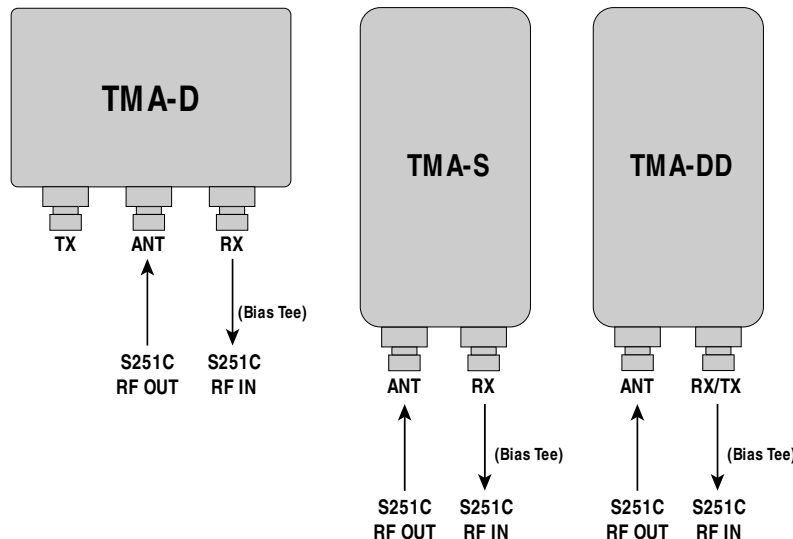 TMA-D
TX ANT RX
(Bias Tee)
S251C S251C
RF OUT RF IN
TMA-S
ANT RX
(Bias Tee)
S251C S251C
RF OUT RF IN
TMA-DD
ANT RX/TX
(Bias Tee)
S251C S251C
RF OUT RF IN